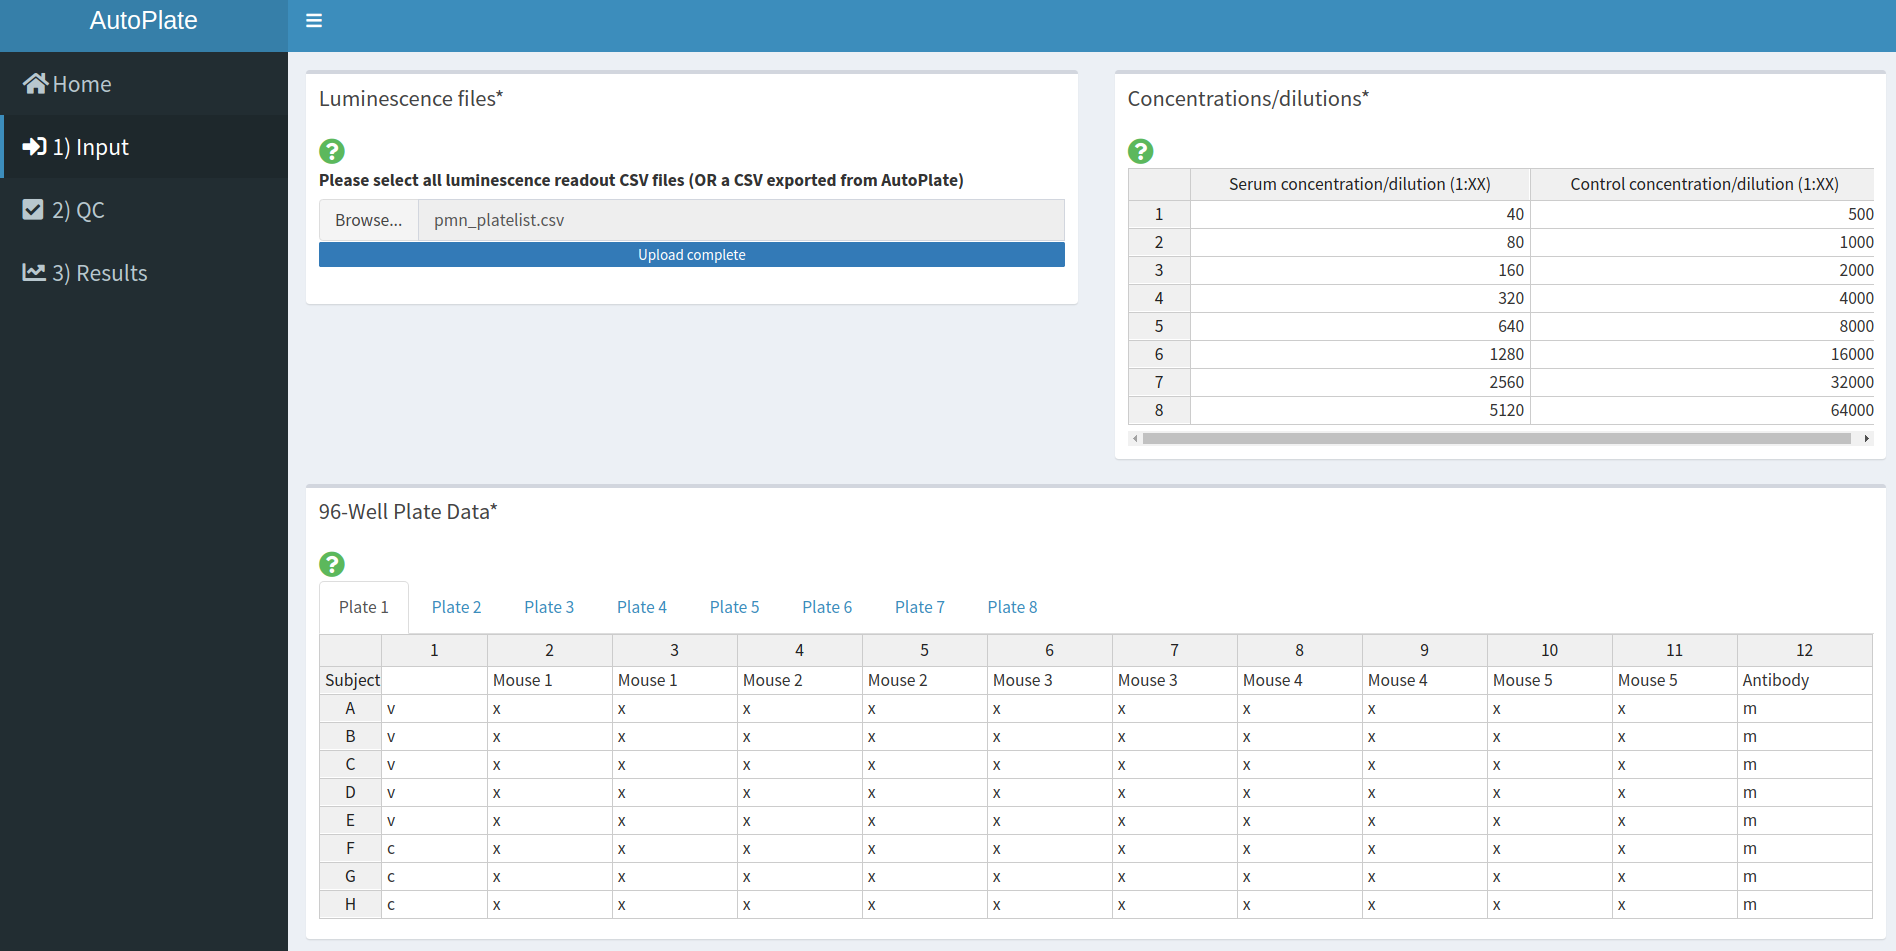 AutoPlate
Home
1) Input
2) QC
3) Results
Luminescence files*
?
Please select all luminescence readout CSV files (OR a CSV exported from AutoPlate)
Browse... pmn_platelist.csv
Upload complete
Concentrations/dilutions*
?
Serum concentration/dilution (1:XX) Control concentration/dilution (1:XX)
1 40 500
2 80 1000
3 160 2000
4 320 4000
5 640 8000
6 1280 16000
7 2560 32000
8 5120 64000
96-Well Plate Data*
?
Plate 1 Plate 2 Plate 3 Plate 4 Plate 5 Plate 6 Plate 7 Plate 8
1 2 3 4 5 6 7 8 9 10 11 12
Subject Mouse 1 Mouse 1 Mouse 2 Mouse 2 Mouse 3 Mouse 3 Mouse 4 Mouse 4 Mouse 5 Mouse 5 Antibody
A v x x x x x x x x x x m
B v x x x x x x x x x x m
C v x x x x x x x x x x m
D v x x x x x x x x x x m
E v x x x x x x x x x x m
F c x x x x x x x x x x m
G c x x x x x x x x x x m
H c x x x x x x x x x x m